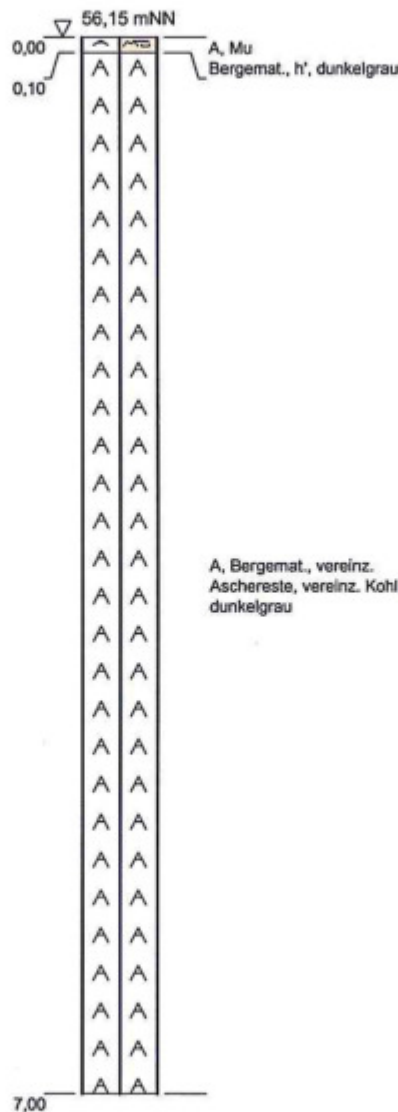 56,15 mNN
0,00
A, Mu
Bergemat., h', dunkelgrau
0,10
A A
A A
A A
A A
A A
A A
A A
A A
A A
A A
A A
A A
A A
A A
A, Bergemat., vereinz.
Aschereste, vereinz. Kohl
dunkelgrau
A A
A A
A A
A A
A A
A A
A A
A A
A A
A A
A A
A A
A A
A A
7,00